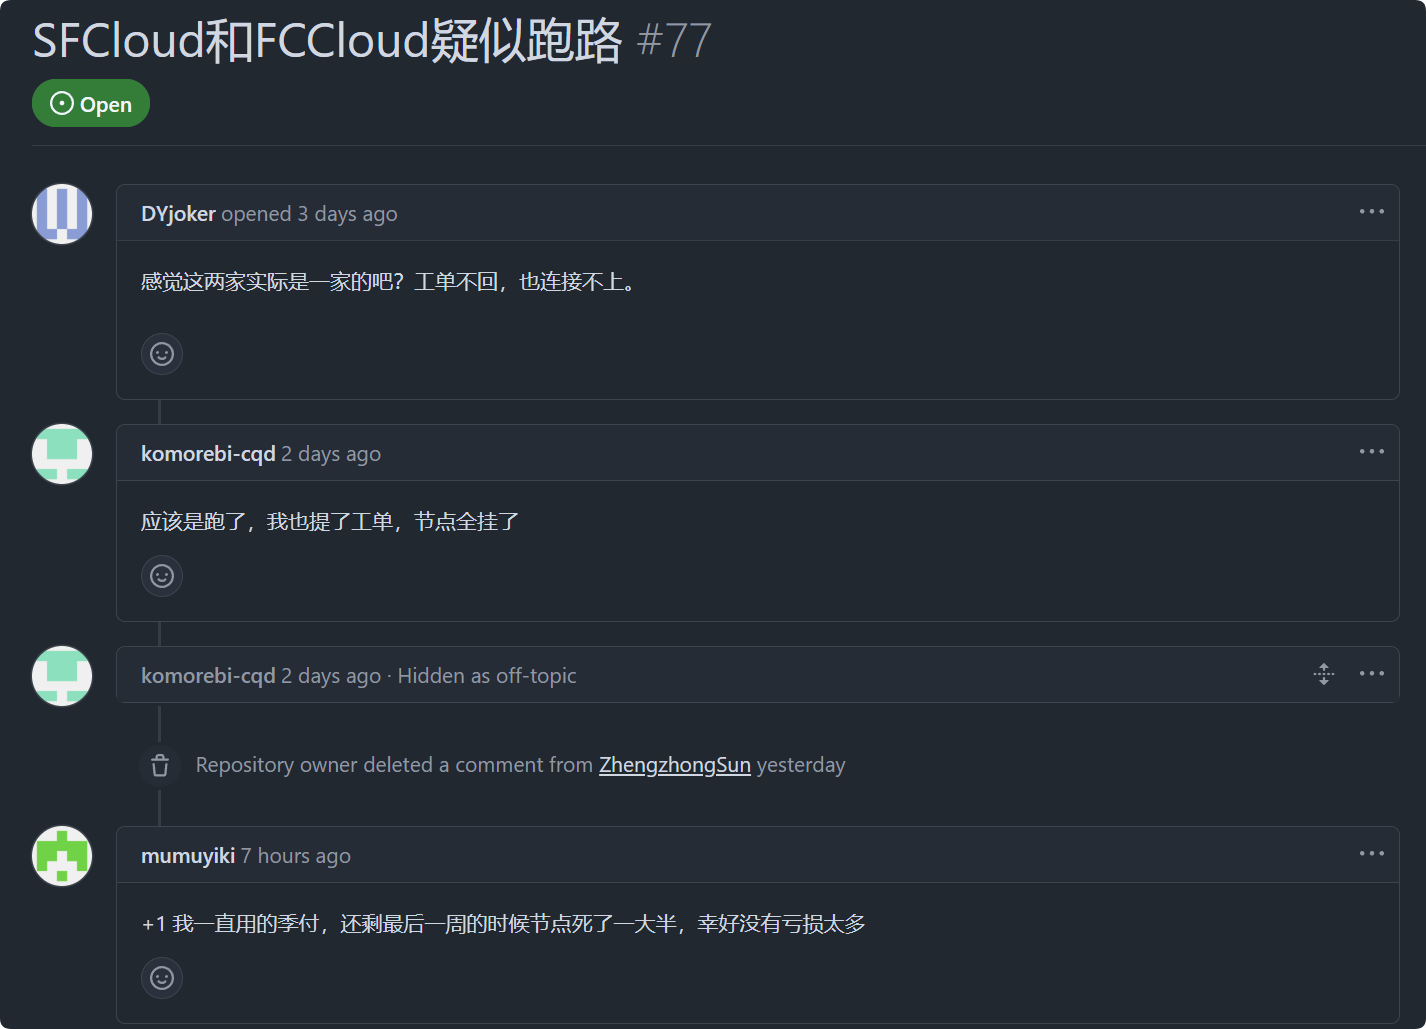 SFCloud和FCCloud疑似跑路 #77
Open
DYjoker opened 3 days ago
感觉这两家实际是一家的吧？工单不回，也连接不上。
komorebi-cqd 2 days ago
应该是跑了，我也提了工单，节点全挂了
komorebi-cqd 2 days ago · Hidden as off-topic
Repository owner deleted a comment from ZhengzhongSun yesterday
mumuyiki 7 hours ago
+1 我一直用的季付，还剩最后一周的时候节点死了一大半，幸好没有亏损太多